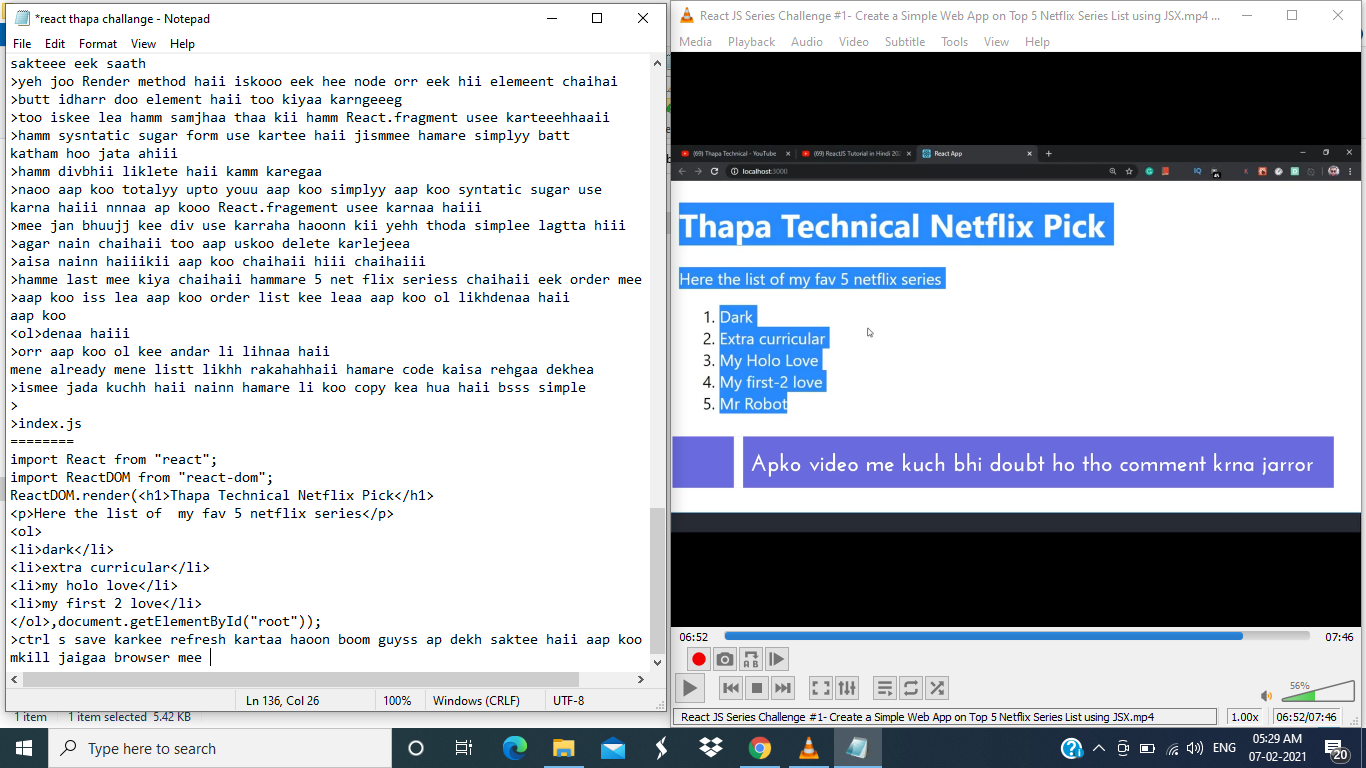 *react thapa challange - Notepad
File Edit Format View Help
sakteee eek saath
>yeh joo Render method haii iskooo eek hee node orr eek hii elemeent chaihai
>butt idharr doo element haii too kiyaa karngeeeg
>too iskee lea hamm samjhaa thaa kii hamm React.fragment usee karteeehhaaii
>hamm sysntatic sugar form use kartee haii jismmee hamare simplyy batt
katham hoo jata ahiii
>hamm divbhii liklete haii kamm karegaa
>naoo aap koo totalyy upto youu aap koo simplyy aap koo syntatic sugar use
karna haiii nnnaa ap kooo React.fragement usee karnaa haiii
>mee jan bhuujj kee div use karraha haoonn kii yehh thoda simplee lagtta hiii
>agar nain chaihaii too aap uskoo delete karlejeea
>aisa nainn haiiikii aap koo chaihaii hiii chaihaiii
>hamme last mee kiya chaihaii hammare 5 net flix seriess chaihaii eek order mee
>aap koo iss lea aap koo order list kee leaa aap koo ol likhdenaa haii
aap koo
<ol>denaa haiii
>orr aap koo ol kee andar li lihnaa haii
mene already mene listt likhh rakahahhaii hamare code kaisa rehgaa dekhea
>ismee jada kuchh haii nainn hamare li koo copy kea hua haii bsss simple
>
>index.js
========
import React from "react";
import ReactDOM from "react-dom";
ReactDOM.render(<h1>Thapa Technical Netflix Pick</h1>
<p>Here the list of  my fav 5 netflix series</p>
<ol>
<li>dark</li>
<li>extra curricular</li>
<li>my holo love</li>
<li>my first 2 love</li>
</ol>,document.getElementById("root"));
>ctrl s save karkee refresh kartaa haoon boom guyss ap dekh saktee haii aap koo
mkill jaigaa browser mee
Ln 136, Col 26 100% Windows (CRLF) UTF-8
1 item 1 item selected 5.42 KB
React JS Series Challenge #1- Create a Simple Web App on Top 5 Netflix Series List using JSX.mp4 ...
Media Playback Audio Video Subtitle Tools View Help
(69) Thapa Technical - YouTube (69) ReactJS Tutorial in Hindi 202 React App
localhost:3000
Thapa Technical Netflix Pick
Here the list of my fav 5 netflix series
1. Dark
2. Extra curricular
3. My Holo Love
4. My first-2 love
5. Mr Robot
Apko video me kuch bhi doubt ho tho comment krna jarror
06:52 07:46
A B
56%
React JS Series Challenge #1- Create a Simple Web App on Top 5 Netflix Series List using JSX.mp4 1.00x 06:52/07:46
Type here to search
ENG
05:29 AM
07-02-2021
20